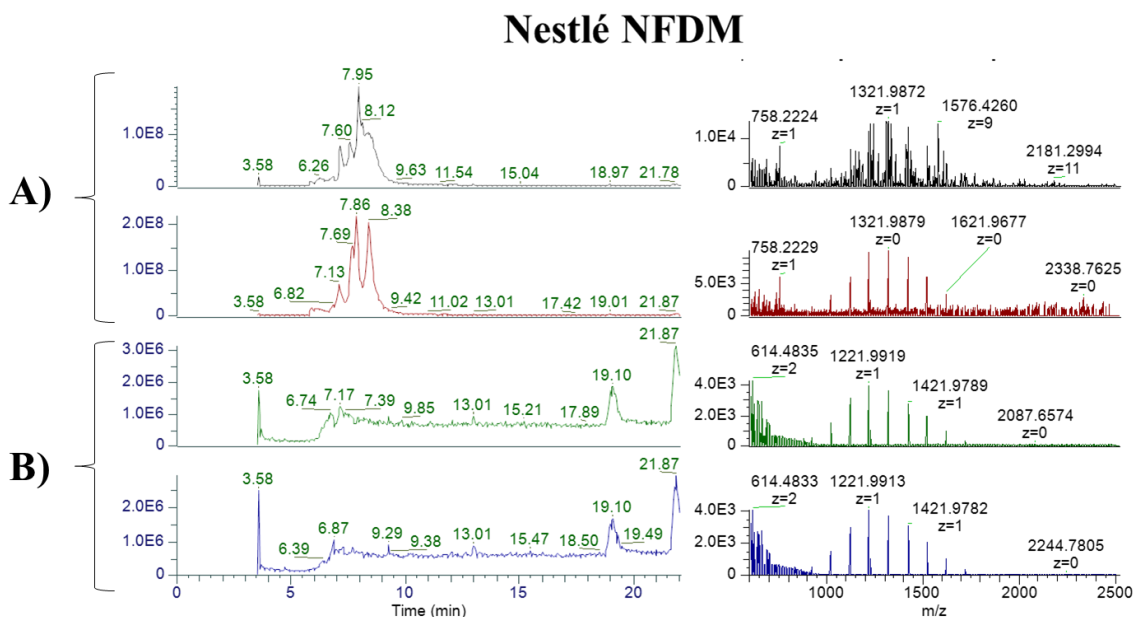 Nestlé NFDM
A)
7.95
8.12
7.60
1.0E8
3.58
6.26
9.63
11.54
15.04
18.97
21.78
0
1321.9872
z=1
1576.4260
z=9
758.2224
z=1
1.0E4
2181.2994
z=11
0
7.86
8.38
2.0E8
7.69
1.0E8
7.13
6.82
3.58
9.42
11.02
13.01
17.42
19.01
21.87
0
1321.9879
z=0
1621.9677
z=0
758.2229
z=1
5.0E3
2338.7625
z=0
0
B)
21.87
3.0E6
3.58
19.10
2.0E6
6.74
7.17
7.39
9.85
13.01
15.21
17.89
1.0E6
0
614.4835
z=2
1221.9919
z=1
4.0E3
1421.9789
z=1
2.0E3
2087.6574
z=0
0
21.87
3.58
19.10
2.0E6
6.87
9.29
13.01
18.50
19.49
1.0E6
6.39
9.38
15.47
0
614.4833
z=2
1221.9913
z=1
4.0E3
1421.9782
z=1
2.0E3
2244.7805
z=0
0
0
5
10
15
20
Time (min)
1000
1500
2000
2500
m/z